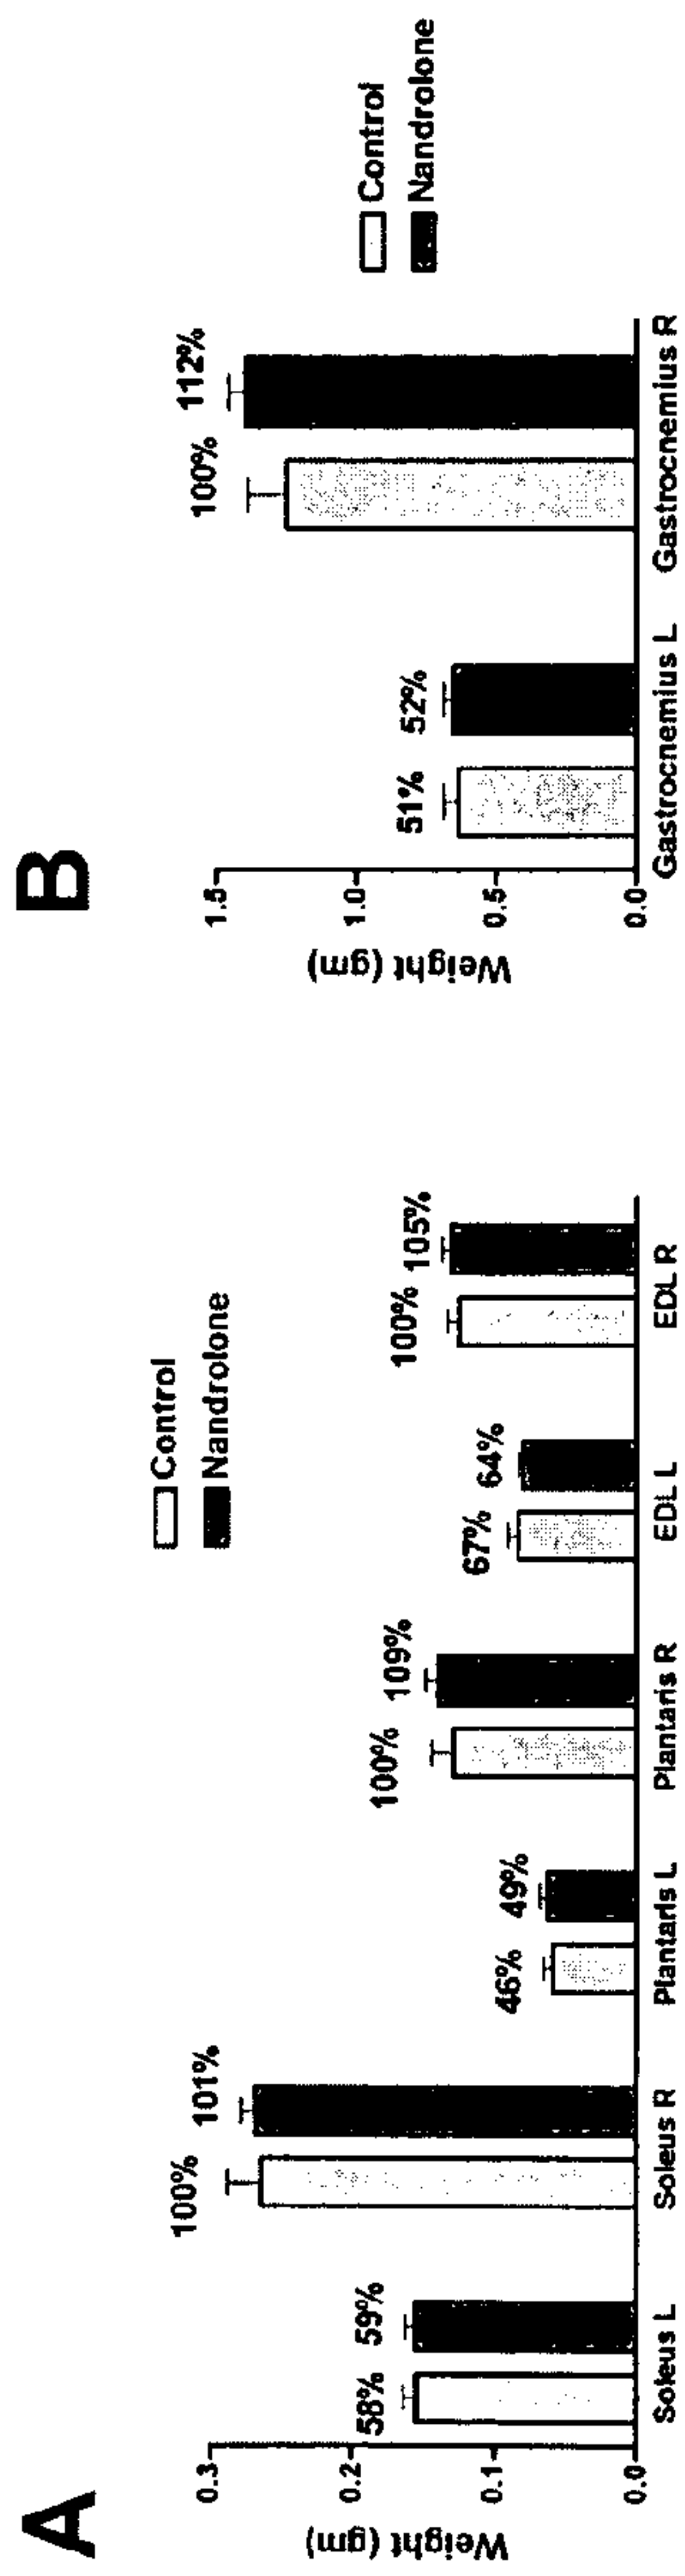 A
Control
Nandrolone
Weight (gm)
0.3
0.2
0.1
0.0
58%
59%
100%
101%
46%
49%
100%
109%
67%
64%
100%
105%
Soleus L
Soleus R
Plantaris L
Plantaris R
EDL L
EDL R
B
Control
Nandrolone
Weight (gm)
1.5
1.0
0.5
0.0
51%
52%
100%
112%
Gastrocnemius L
Gastrocnemius R